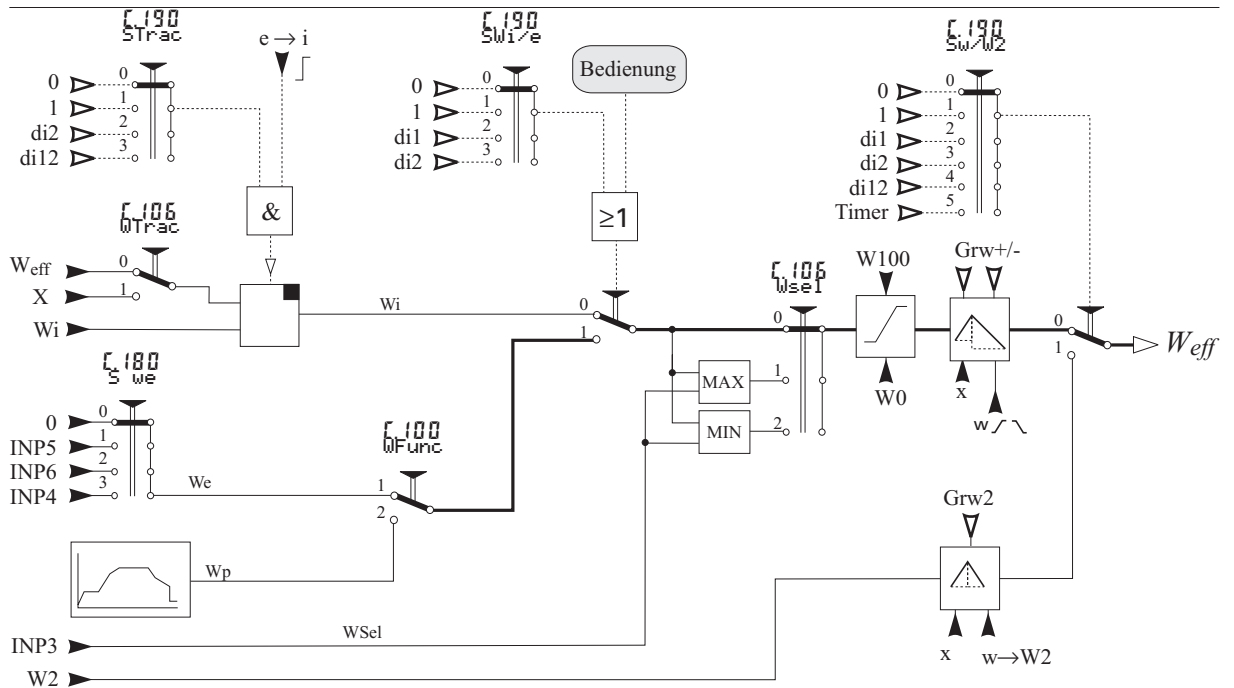 C.190
STrac
e → i
0
1
di2
di12
0
1
2
3
&
C.190
SWi/e
0
1
di1
di2
0
1
2
3
Bedienung
≥1
C.190
Sw/W2
0
1
di1
di2
di12
Timer
0
1
2
3
4
5
C.106
WTrac
Weff
X
Wi
0
1
Wi
0
1
C.106
Wsel
0
1
2
MAX
MIN
W100
W0
Grw+/-
x
w
0
1
Weff
C.180
S we
0
INP5
INP6
INP4
0
1
2
3
We
C.100
WFunc
1
2
Wp
INP3
WSel
W2
Grw2
x
w→W2